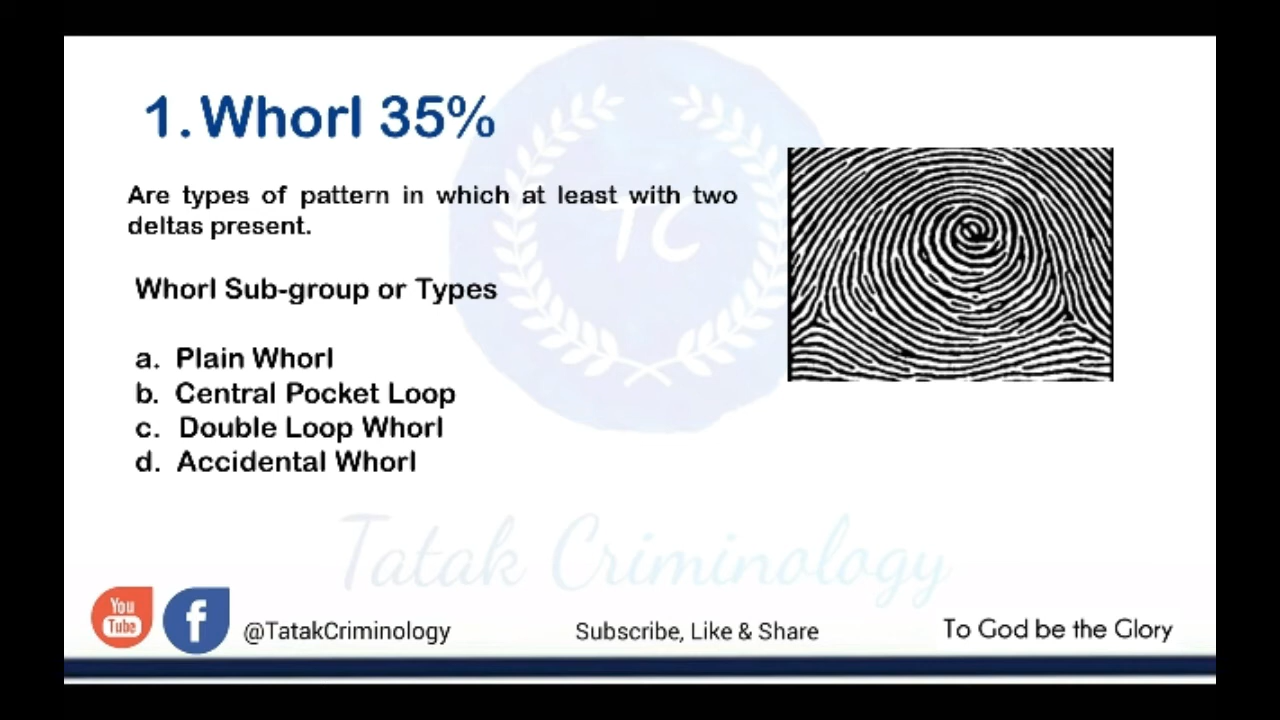 1. Whorl 35%
Are types of pattern in which at least with two
deltas present.
TC
Whorl Sub-group or Types
a. Plain Whorl
b. Central Pocket Loop
c. Double Loop Whorl
d. Accidental Whorl
Tatak Criminology
You
Tube
f
@TatakCriminology
Subscribe, Like & Share
To God be the Glory